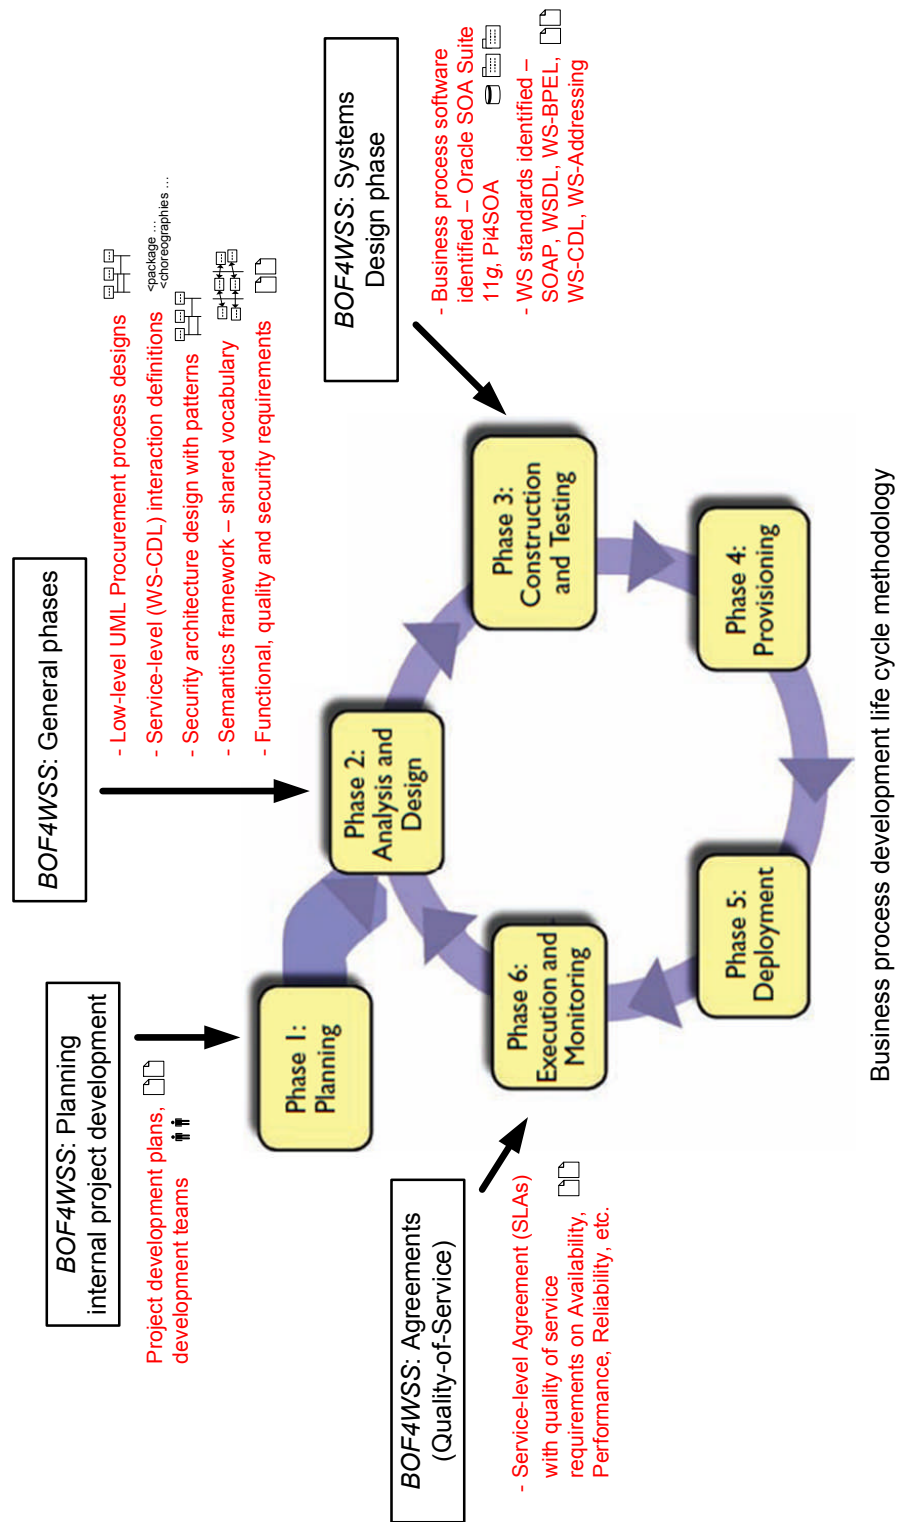 BOF4WSS: Planning
internal project development
Project development plans,
development teams
BOF4WSS: General phases
- Low-level UML Procurement process designs
- Service-level (WS-CDL) interaction definitions
<package ...
<choreographies ...
- Security architecture design with patterns
- Semantics framework – shared vocabulary
- Functional, quality and security requirements
BOF4WSS: Systems
Design phase
- Business process software
identified – Oracle SOA Suite
11g, Pi4SOA
- WS standards identified –
SOAP, WSDL, WS-BPEL,
WS-CDL, WS-Addressing
BOF4WSS: Agreements
(Quality-of-Service)
- Service-level Agreement (SLAs)
with quality of service
requirements on Availability,
Performance, Reliability, etc.
Phase 1:
Planning
Phase 2:
Analysis and
Design
Phase 3:
Construction
and Testing
Phase 4:
Provisioning
Phase 5:
Deployment
Phase 6:
Execution and
Monitoring
Business process development life cycle methodology